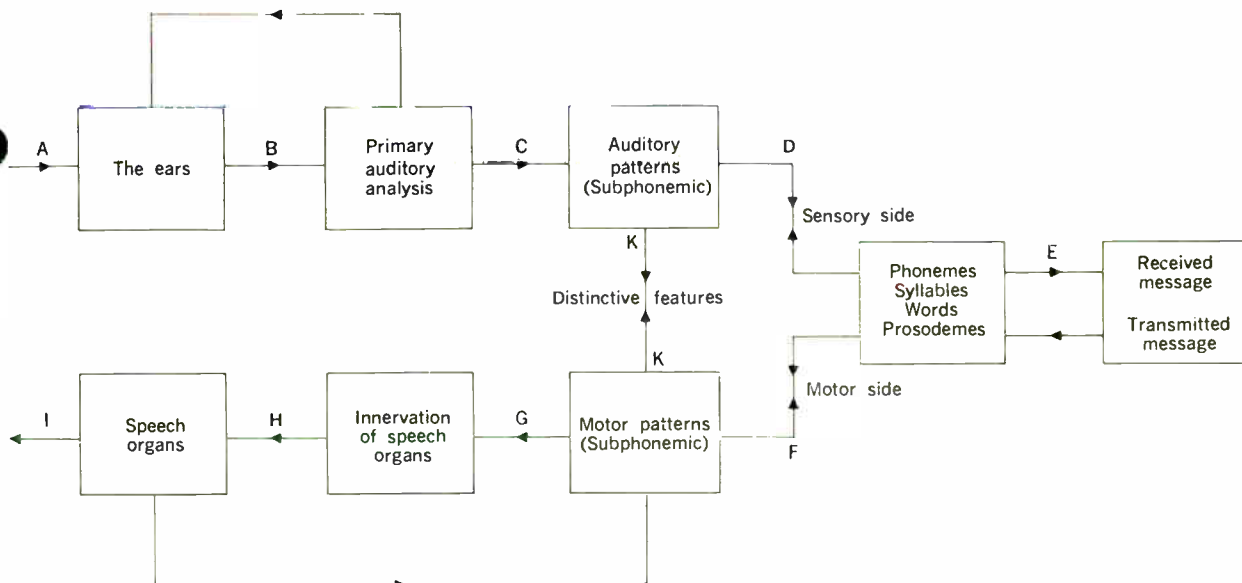 A
The ears
B
Primary
auditory
analysis
C
Auditory
patterns
(Subphonemic)
D
Sensory side
K
Distinctive features
K
Phonemes
Syllables
Words
Prosodemes
E
Received
message
Transmitted
message
Motor side
F
Motor patterns
(Subphonemic)
G
Innervation
of speech
organs
H
Speech
organs
I